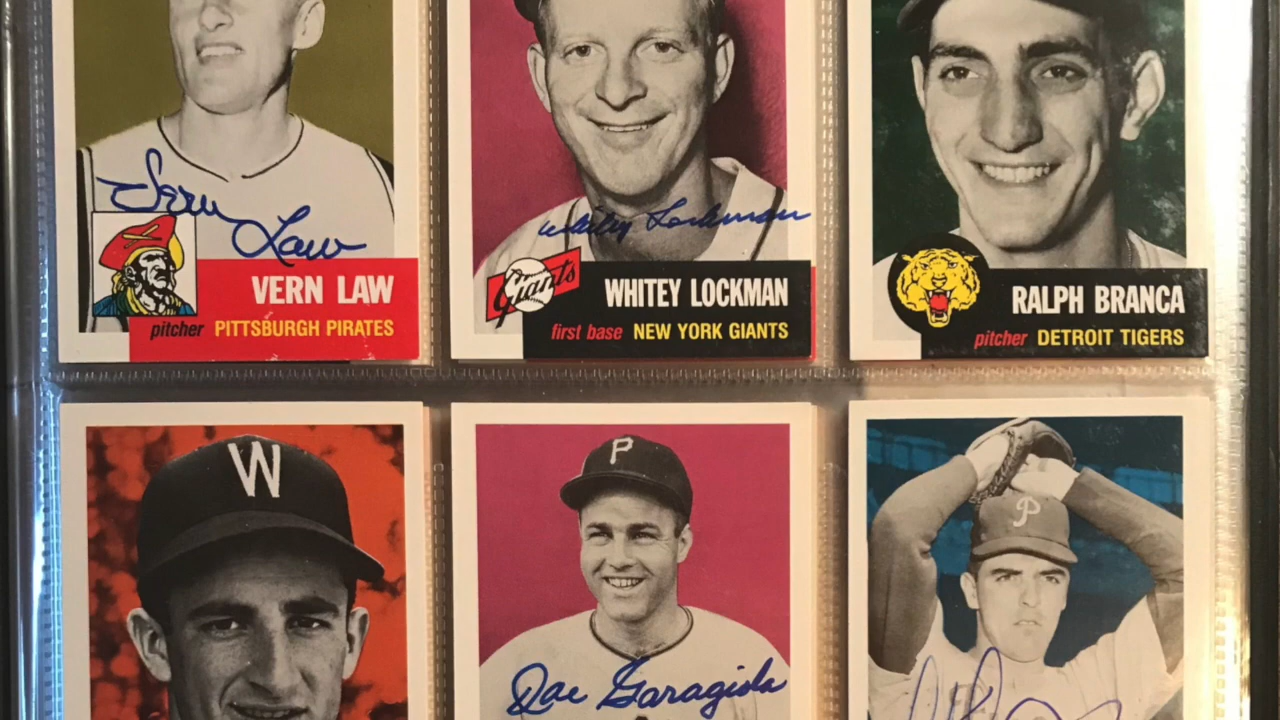 Vern
Law
VERN LAW
pitcher PITTSBURGH PIRATES
Whitey Lockman
Giants
WHITEY LOCKMAN
first base NEW YORK GIANTS
RALPH BRANCA
pitcher DETROIT TIGERS
W
P
Joe Garagiola
P